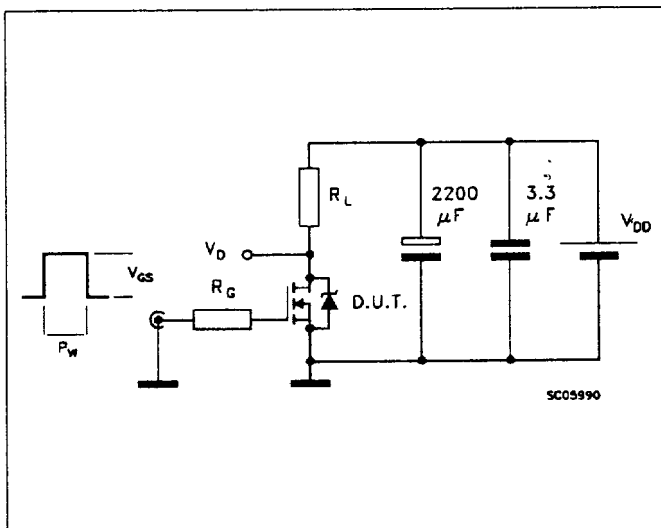 2200
μF
3.3
μF
R_L
V_DD
V_D
V_GS
R_G
D.U.T.
P_W
SC05990